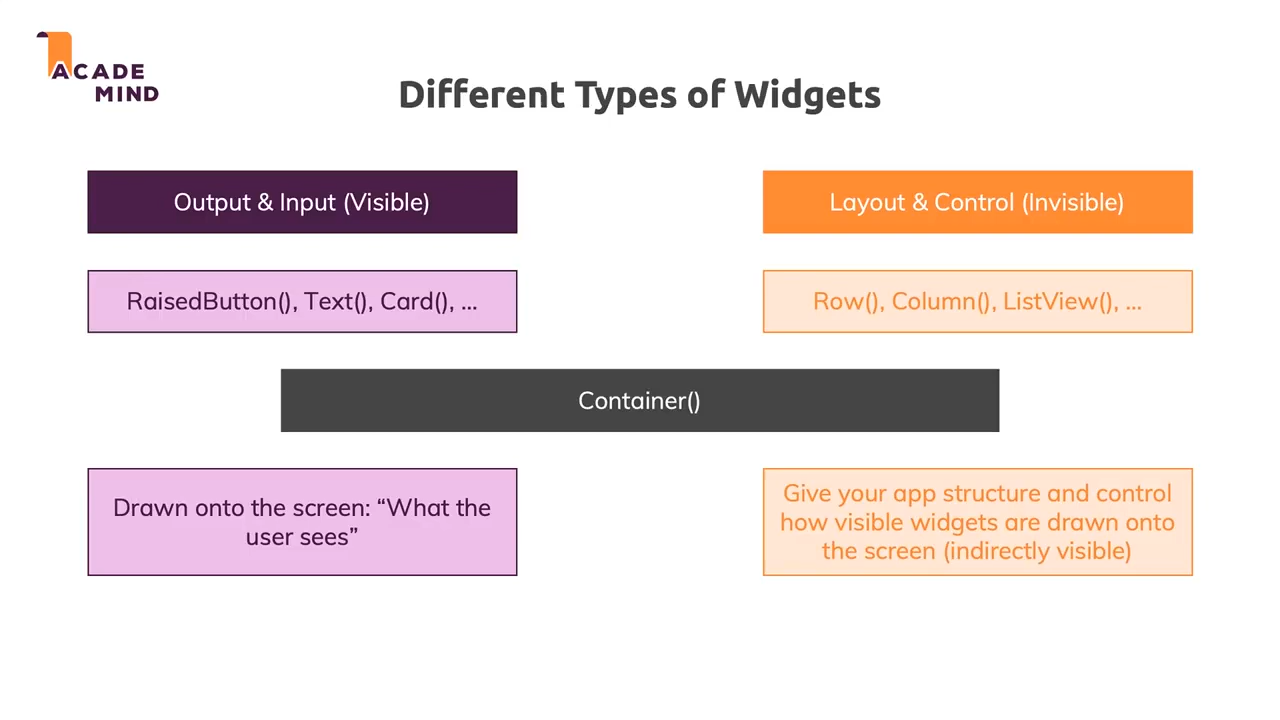 ACADE
MIND
Different Types of Widgets
Output & Input (Visible)
Layout & Control (Invisible)
RaisedButton(), Text(), Card(), ...
Row(), Column(), ListView(), ...
Container()
Drawn onto the screen: “What the
user sees”
Give your app structure and control
how visible widgets are drawn onto
the screen (indirectly visible)